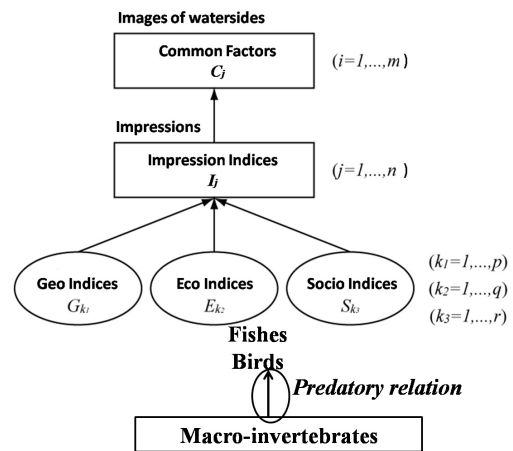 Images of watersides
Common Factors
Cj
(i=1,...,m)
Impressions
Impression Indices
Ij
(j=1,...,n)
Geo Indices
Gk1
Eco Indices
Ek2
Socio Indices
Sk3
(k1=1,...,p)
(k2=1,...,q)
(k3=1,...,r)
Fishes
Birds
Predatory relation
Macro-invertebrates